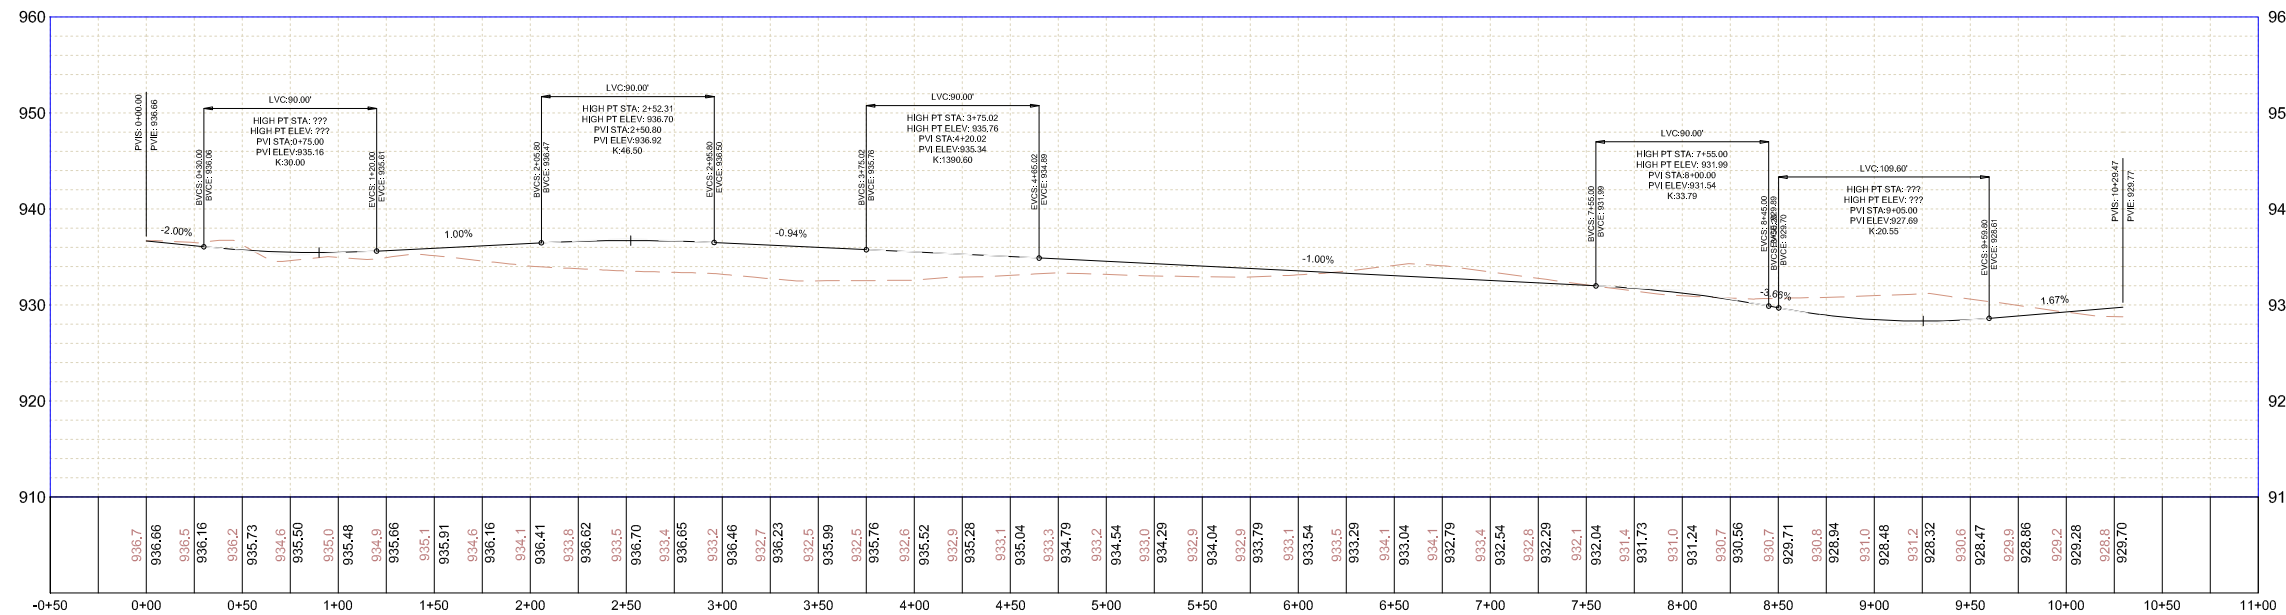 960
96
950
95
940
94
930
93
920
92
910
91
PVIS: 0+00.00
PVIE: 936.66
-2.00%
BVCS: 0+30.00
BVCE: 936.06
LVC:90.00'
HIGH PT STA: ???
HIGH PT ELEV: ???
PVI STA:0+75.00
PVI ELEV:935.16
K:30.00
EVCS: 1+20.00
EVCE: 935.61
1.00%
BVCS: 2+05.80
BVCE: 936.47
LVC:90.00'
HIGH PT STA: 2+52.31
HIGH PT ELEV: 936.70
PVI STA:2+50.80
PVI ELEV:936.92
K:46.50
EVCS: 2+95.80
EVCE: 936.50
-0.94%
BVCS: 3+75.02
BVCE: 935.76
LVC:90.00'
HIGH PT STA: 3+75.02
HIGH PT ELEV: 935.76
PVI STA:4+20.02
PVI ELEV:935.34
K:1390.60
EVCS: 4+65.02
EVCE: 934.89
-1.00%
BVCS: 7+55.00
BVCE: 931.99
LVC:90.00'
HIGH PT STA: 7+55.00
HIGH PT ELEV: 931.99
PVI STA:8+00.00
PVI ELEV:931.54
K:33.79
EVCS: 8+45.00
-3.66%
BVCE: 929.70
LVC:109.60'
HIGH PT STA: ???
HIGH PT ELEV: ???
PVI STA:9+05.00
PVI ELEV:927.69
K:20.55
EVCS: 9+59.80
EVCE: 928.61
1.67%
PVIS: 10+29.47
PVIE: 929.77
936.7
936.66
936.5
936.16
936.2
935.73
934.6
935.50
935.0
935.48
934.9
935.66
935.1
935.91
934.6
936.16
934.1
936.41
933.8
936.62
933.5
936.70
933.4
936.65
933.2
936.46
932.7
936.23
932.5
935.99
932.5
935.76
932.6
935.52
932.9
935.28
933.1
935.04
933.3
934.79
933.2
934.54
933.0
934.29
932.9
934.04
932.9
933.79
933.1
933.54
933.5
933.29
934.1
933.04
934.1
932.79
933.4
932.54
932.8
932.29
932.1
932.04
931.4
931.73
931.0
931.24
930.7
930.56
930.7
929.71
930.8
928.94
931.0
928.48
931.2
928.32
930.6
928.47
929.9
928.86
929.2
929.28
928.8
929.70
-0+50
0+00
0+50
1+00
1+50
2+00
2+50
3+00
3+50
4+00
4+50
5+00
5+50
6+00
6+50
7+00
7+50
8+00
8+50
9+00
9+50
10+00
10+50
11+00